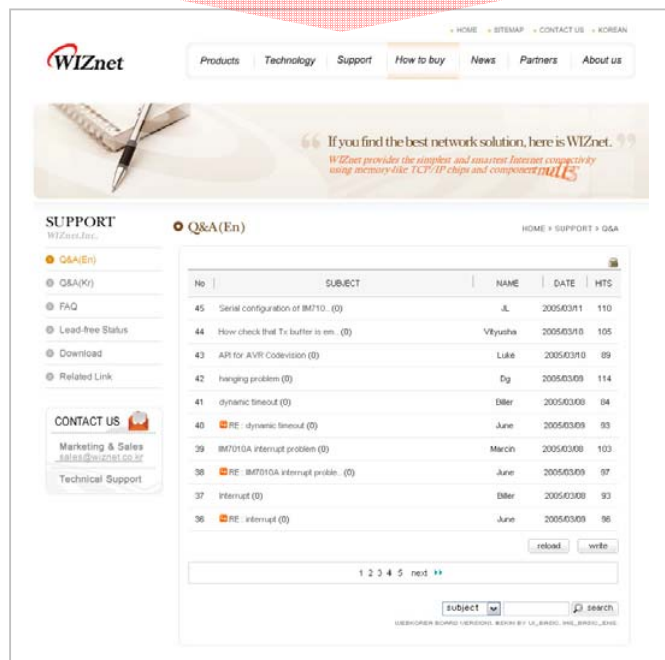 HOME SITEMAP CONTACT US KOREAN
WIZnet
Products Technology Support How to buy News Partners About us
If you find the best network solution, here is WIZnet.
WIZnet provides the simplest and smartest Internet connectivity
using memory-like TCP/IP chips and component
SUPPORT
WIZnet.Inc.
Q&A(En)
Q&A(Kr)
FAQ
Lead-free Status
Download
Related Link
CONTACT US
Marketing & Sales
sales@wiznet.co.kr
Technical Support
Q&A(En)
HOME > SUPPORT > Q&A
No SUBJECT NAME DATE HITS
45 Serial configuration of IIM710.. (0) JL 2005/03/11 110
44 How check that Tx buffer is em.. (0) Vityusha 2005/03/10 105
43 API for AVR Codevision (0) Luke 2005/03/10 89
42 hanging problem (0) Dg 2005/03/09 114
41 dynamic timeout (0) Biller 2005/03/08 84
40 RE : dynamic timeout (0) June 2005/03/09 93
39 IIM7010A interrupt problem (0) Marcin 2005/03/08 103
38 RE : IIM7010A interrupt proble.. (0) June 2005/03/09 97
37 Interrupt (0) Biller 2005/03/08 93
36 RE : interrupt (0) June 2005/03/09 96
reload write
1 2 3 4 5 next
subject search